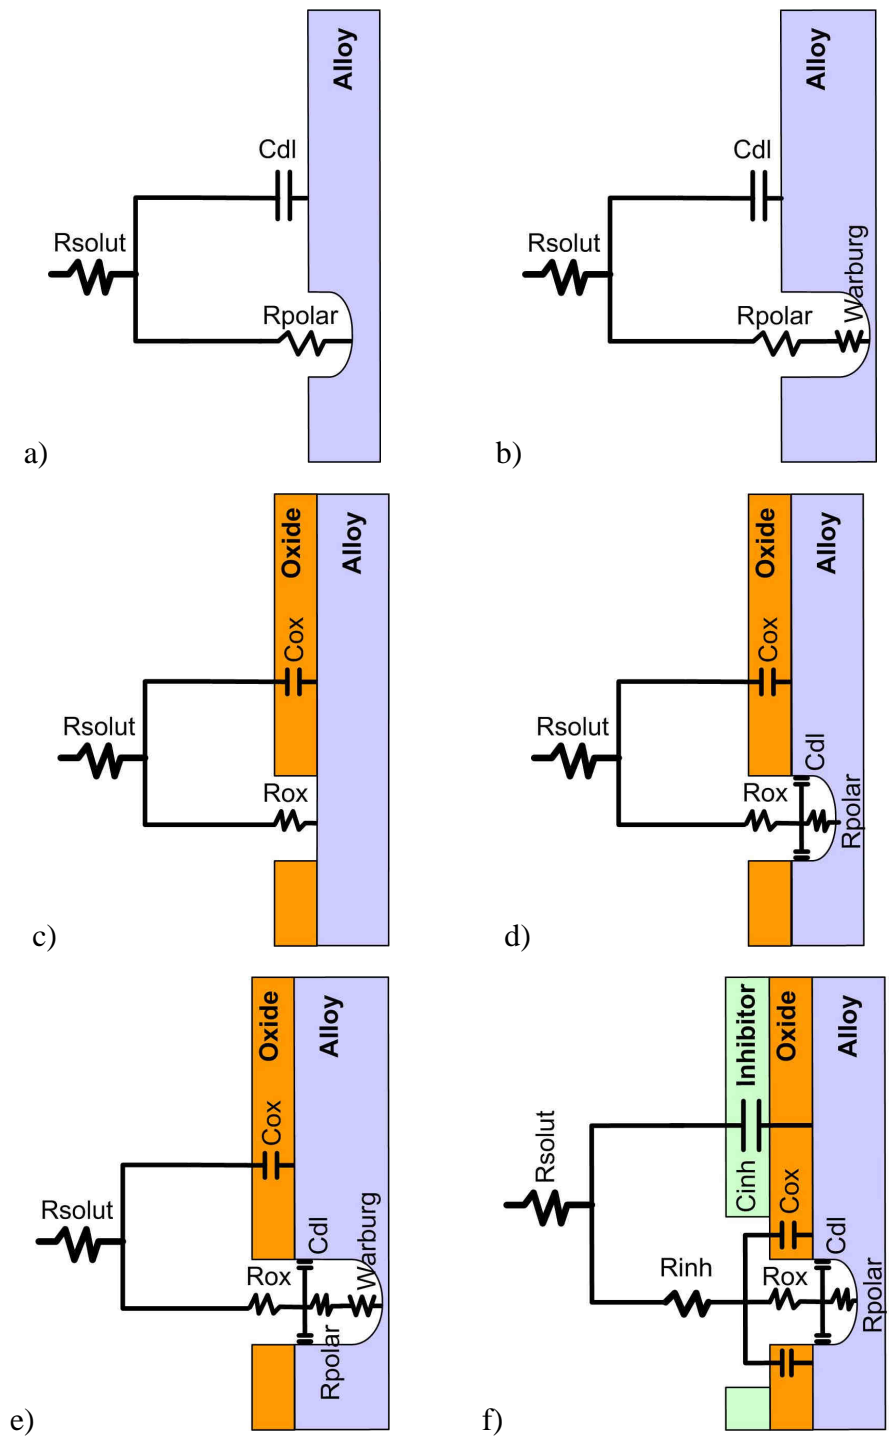 Alloy
Cdl
Rsolut
Rpolar
a)
Alloy
Cdl
Rsolut
Warburg
Rpolar
b)
Oxide
Alloy
Cox
Rsolut
Rox
c)
Oxide
Alloy
Cox
Rsolut
Cdl
Rox
Rpolar
d)
Oxide
Alloy
Cox
Rsolut
Cdl
Warburg
Rox
Rpolar
e)
Inhibitor
Oxide
Alloy
Rsolut
Cinh
Cox
Cdl
Rinh
Rox
Rpolar
f)